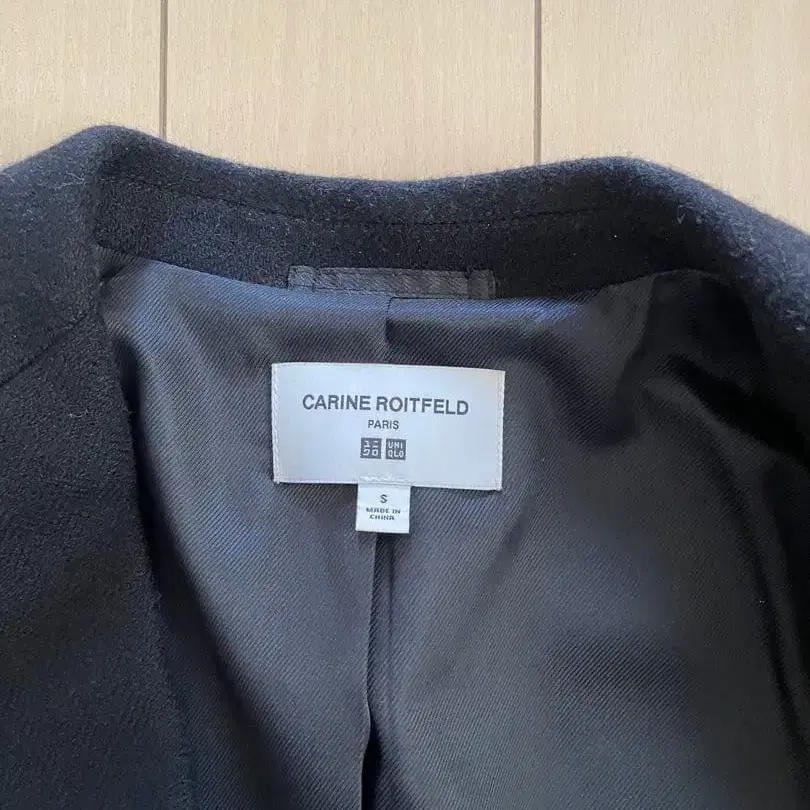 CARINE ROITFELD
PARIS
ユニ UNI
クロ QLO
S
MADE IN
CHINA